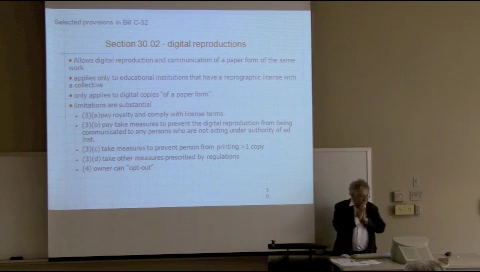 Selected provisions in Bill C-32
Section 30.02 - digital reproductions
• Allows digital reproduction and communication of a paper form of the same
work
• applies only to educational institutions that have a reprographic license with
a collective
• only applies to digital copies "of a paper form"
• limitations are substantial
• (3)(a)pay royalty and comply with license terms
• (3)(b) pay take measures to prevent the digital reproduction from being
communicated to any persons who are not acting under authority of ed
inst.
• (3)(c) take measures to prevent person from printing >1 copy
• (3)(d) take other measures prescribed by regulations
• (4) owner can "opt-out"